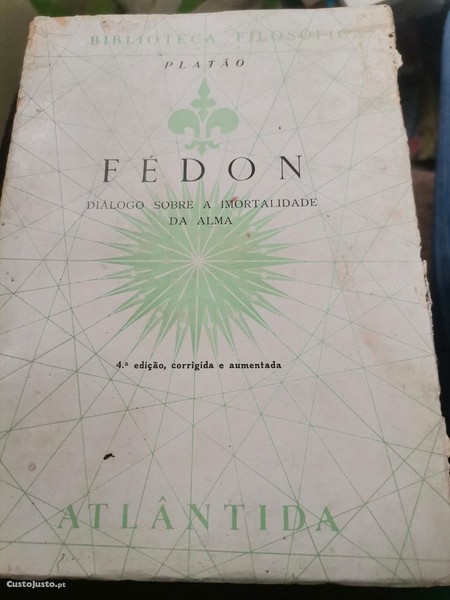 BIBLIOTECA FILOSÓFICA
PLATÃO
FÉDON
DIÁLOGO SOBRE A IMORTALIDADE
DA ALMA
4.ª edição, corrigida e aumentada
ATLÂNTIDA
CustoJusto.pt